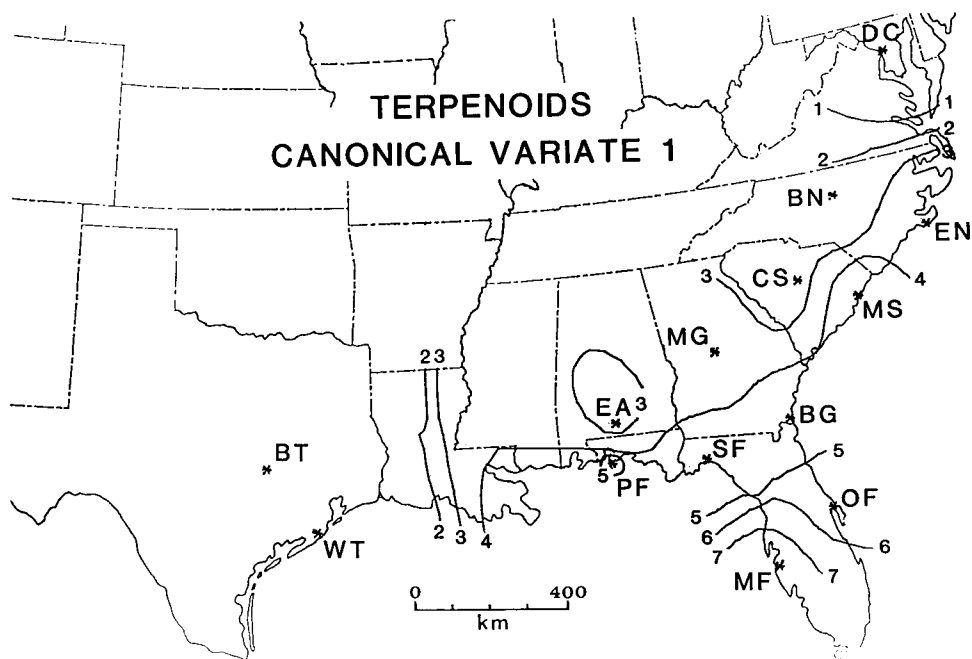 DC
TERPENOIDS
1 1
CANONICAL VARIATE 1
2
2
BN*
*EN
3
CS*
4
*MS
MG*
2 3
EA
*
3
*BG
BT
*
*SF
5
5
*PF
*OF
5
2 3 4
6
6
*WT
7
MF*
7
0 400
km